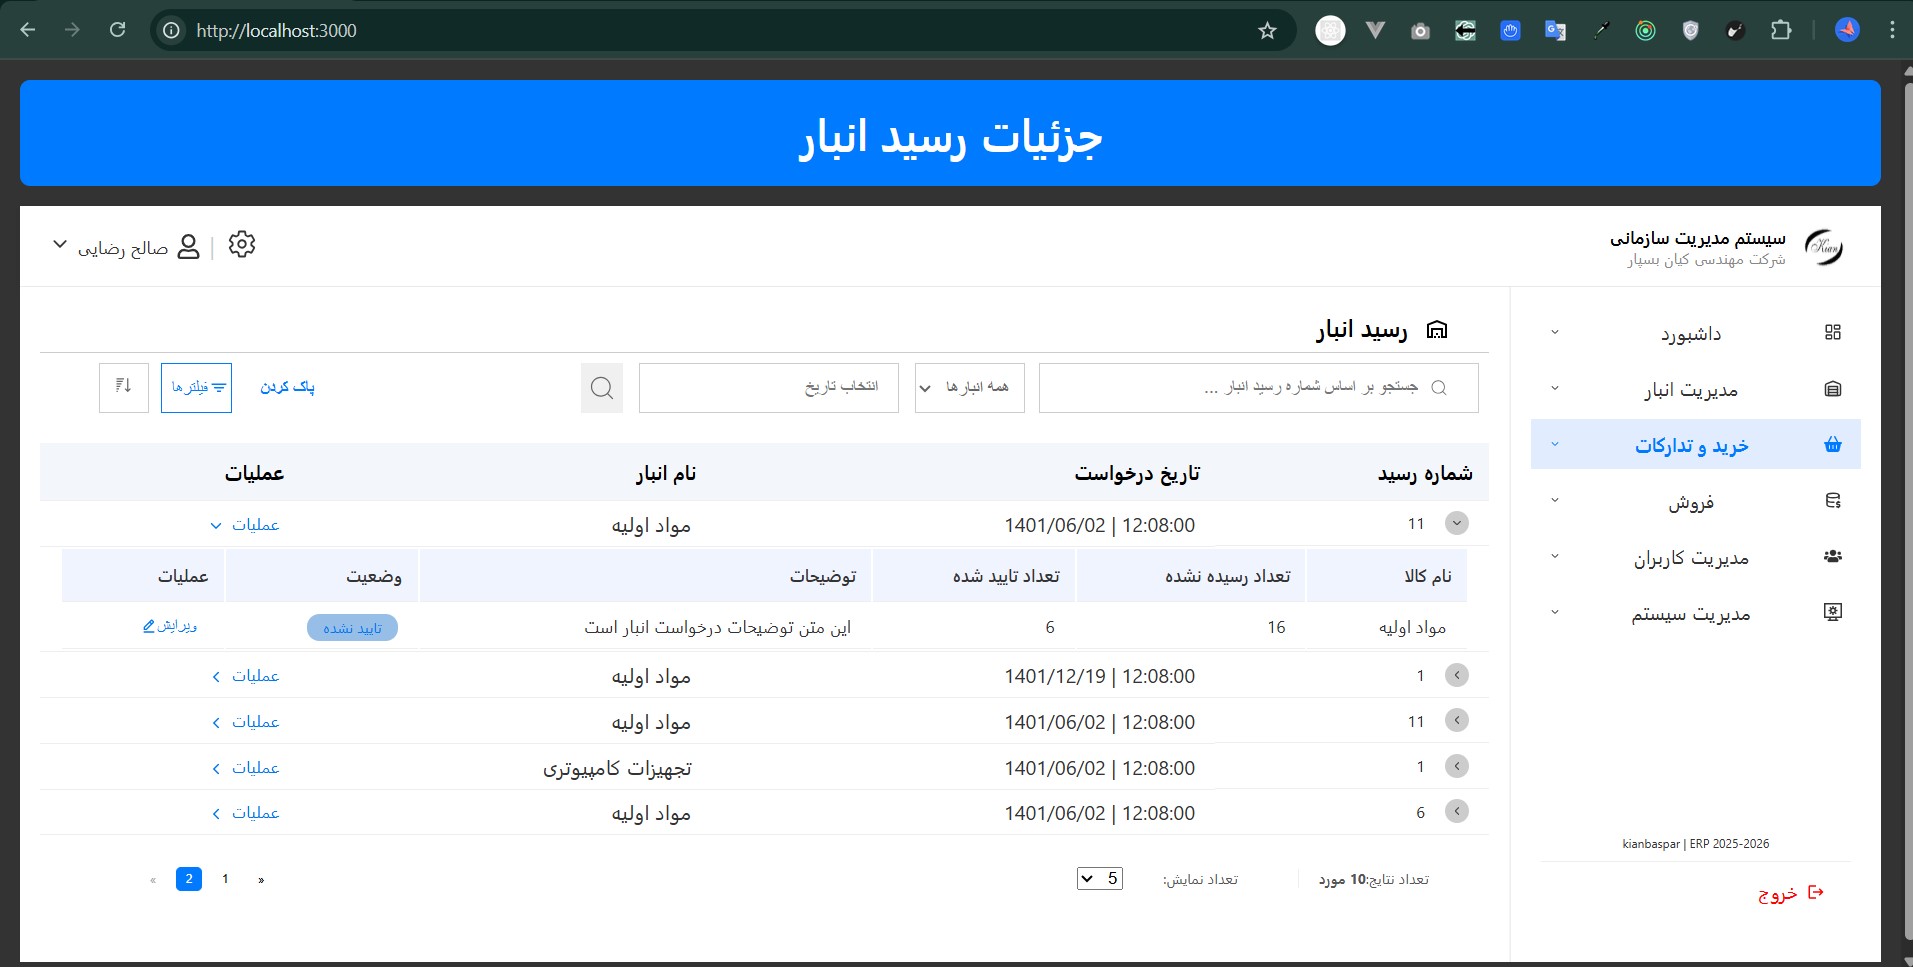 http://localhost:3000
جزئیات رسید انبار
سیستم مدیریت سازمانی
شرکت مهندسی کیان بسپار
صالح رضایی
داشبورد
مدیریت انبار
خرید و تدارکات
فروش
مدیریت کاربران
مدیریت سیستم
kianbaspar | ERP 2025-2026
خروج
رسید انبار
جستجو بر اساس شماره رسید انبار ...
همه انبار ها
انتخاب تاریخ
پاک کردن
فیلتر ها
شماره رسید تاریخ درخواست نام انبار عملیات
11 1401/06/02 | 12:08:00 مواد اولیه عملیات
نام کالا تعداد رسیده نشده تعداد تایید شده توضیحات وضعیت عملیات
مواد اولیه 16 6 این متن توضیحات درخواست انبار است تایید نشده ویرایش
1 1401/12/19 | 12:08:00 مواد اولیه عملیات
11 1401/06/02 | 12:08:00 مواد اولیه عملیات
1 1401/06/02 | 12:08:00 تجهیزات کامپیوتری عملیات
6 1401/06/02 | 12:08:00 مواد اولیه عملیات
تعداد نتایج:10 مورد تعداد نمایش: 5
« 2 1 »